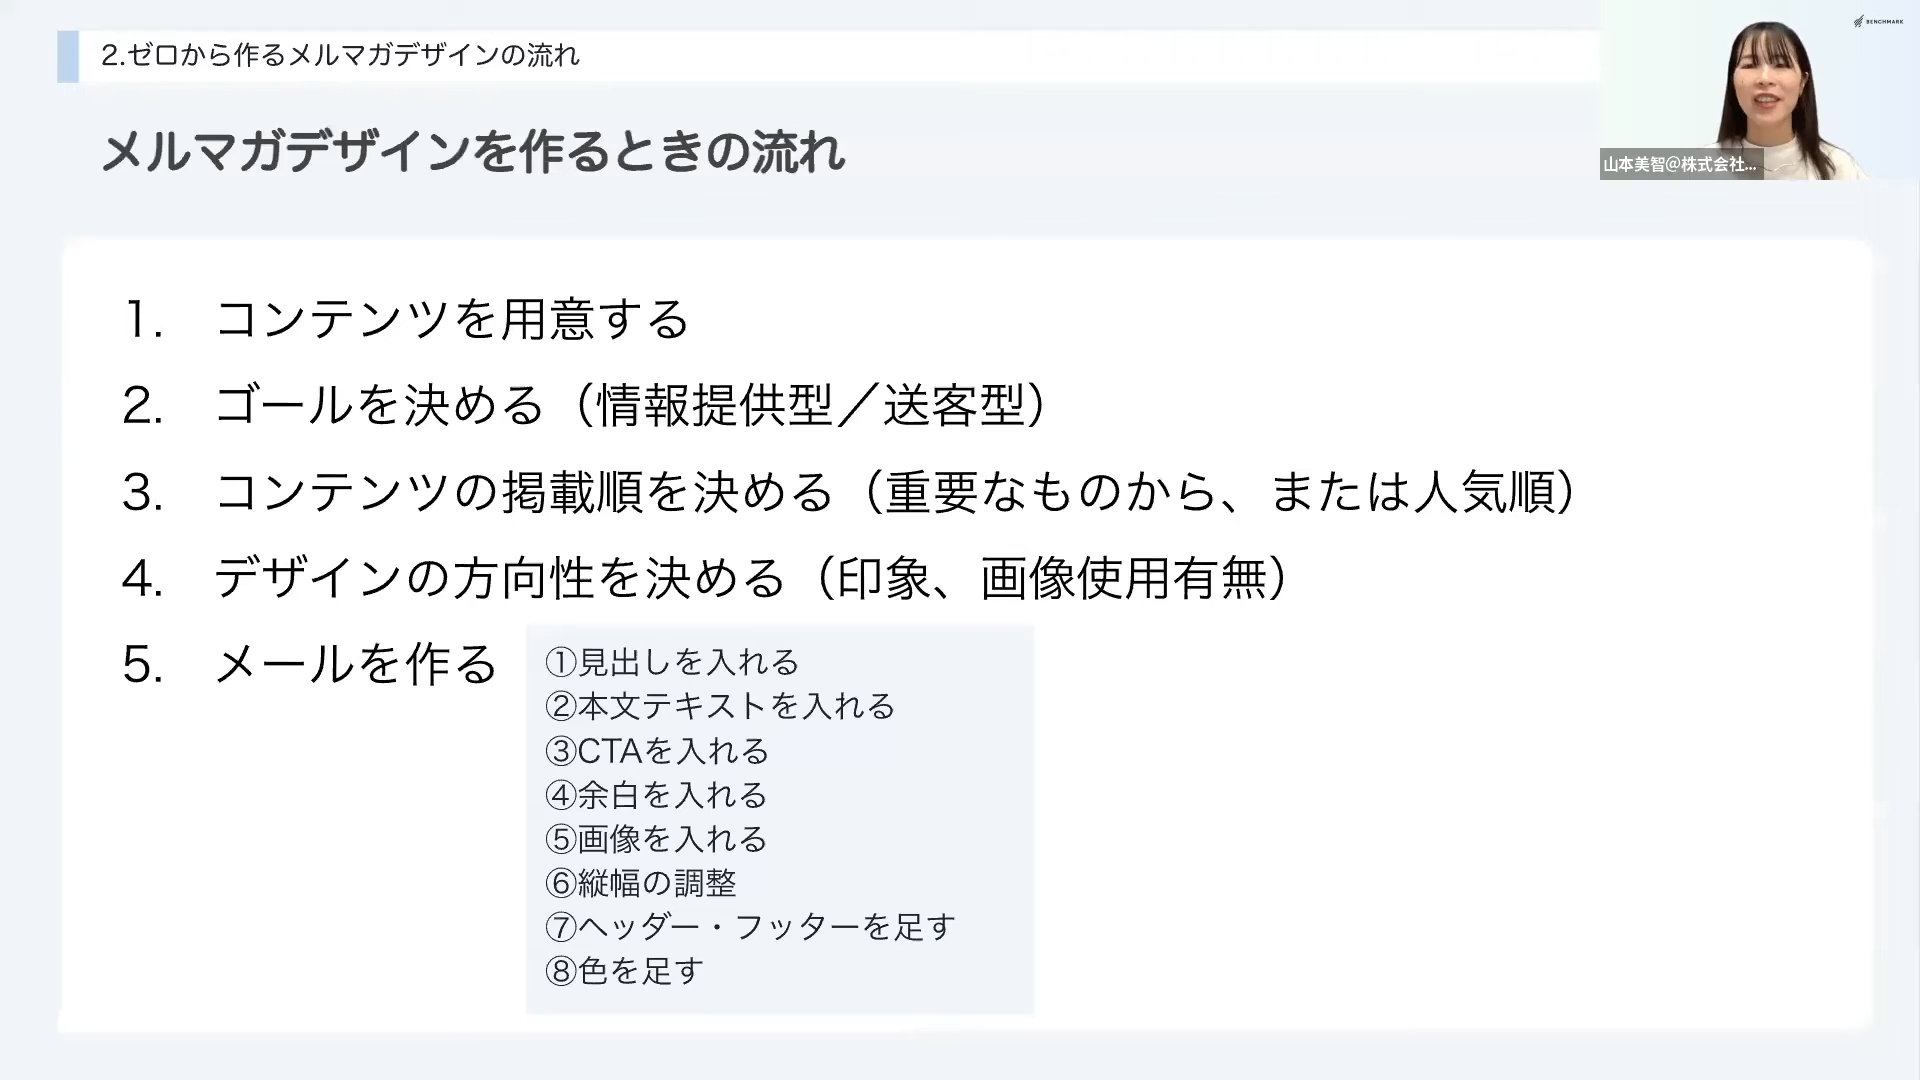 2.ゼロから作るメルマガデザインの流れ
BENCHMARK
メルマガデザインを作るときの流れ
山本美智@株式会社...
1. コンテンツを用意する
2. ゴールを決める（情報提供型／送客型）
3. コンテンツの掲載順を決める（重要なものから、または人気順）
4. デザインの方向性を決める（印象、画像使用有無）
5. メールを作る
①見出しを入れる
②本文テキストを入れる
③CTAを入れる
④余白を入れる
⑤画像を入れる
⑥縦幅の調整
⑦ヘッダー・フッターを足す
⑧色を足す